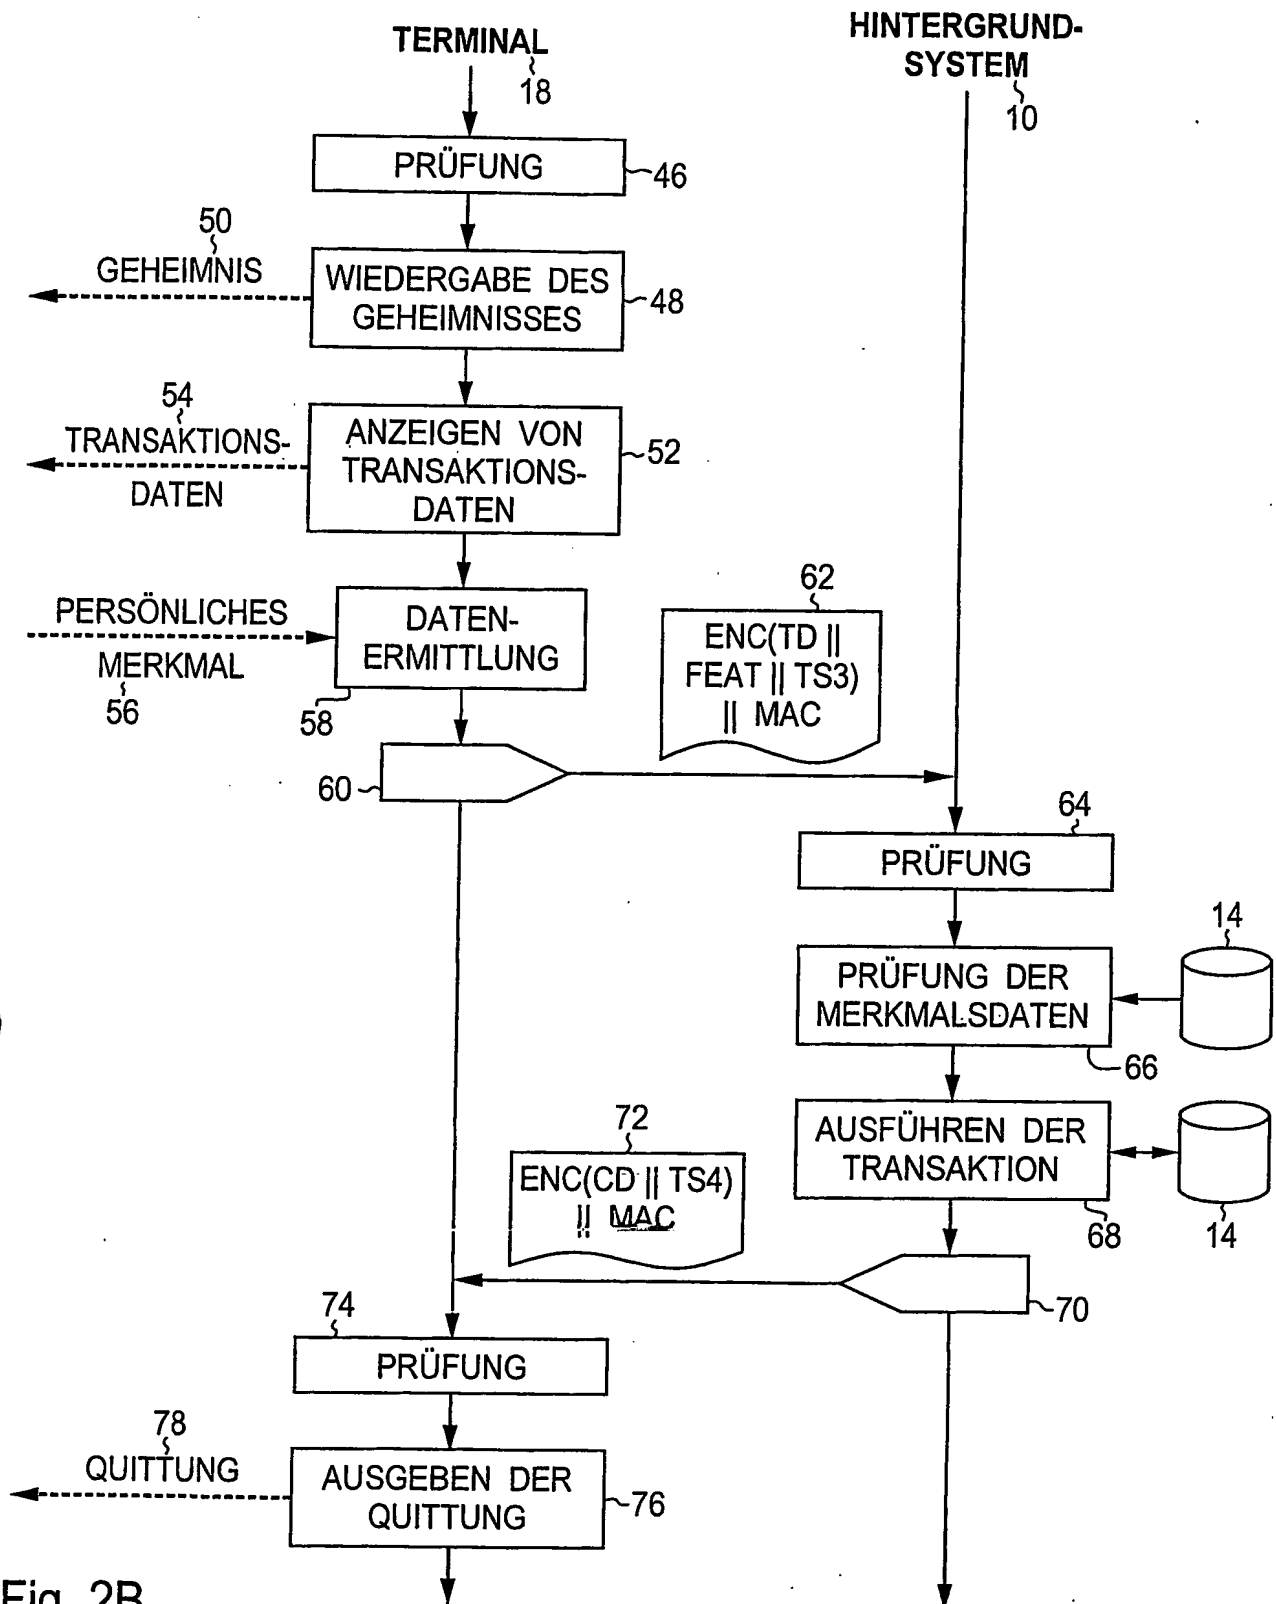 TERMINAL
18
HINTERGRUND-
SYSTEM
10
PRÜFUNG
46
50
GEHEIMNIS
WIEDERGABE DES
GEHEIMNISSES
48
54
TRANSAKTIONS-
DATEN
ANZEIGEN VON
TRANSAKTIONS-
DATEN
52
PERSÖNLICHES
MERKMAL
56
DATEN-
ERMITTLUNG
58
62
ENC(TD ||
FEAT || TS3)
|| MAC
60
64
PRÜFUNG
14
PRÜFUNG DER
MERKMALSDATEN
66
AUSFÜHREN DER
TRANSAKTION
68
14
72
ENC(CD || TS4)
|| MAC
70
74
PRÜFUNG
78
QUITTUNG
AUSGEBEN DER
QUITTUNG
76
Fig. 2B